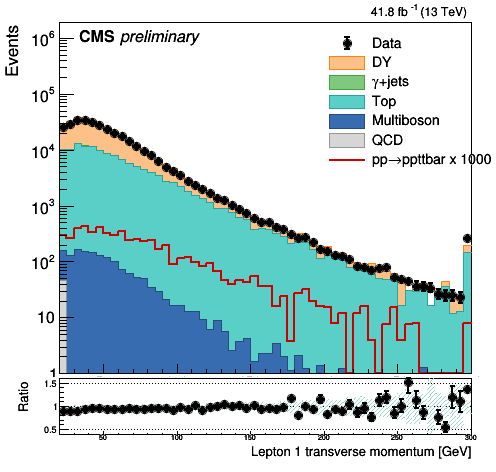 41.8 fb⁻¹ (13 TeV)
CMS preliminary
Events
10⁶
10⁵
10⁴
10³
10²
10
1
Data
DY
γ+jets
Top
Multiboson
QCD
pp→ppttbar x 1000
Ratio
1.5
1
0.5
50 100 150 200 250 300
Lepton 1 transverse momentum [GeV]